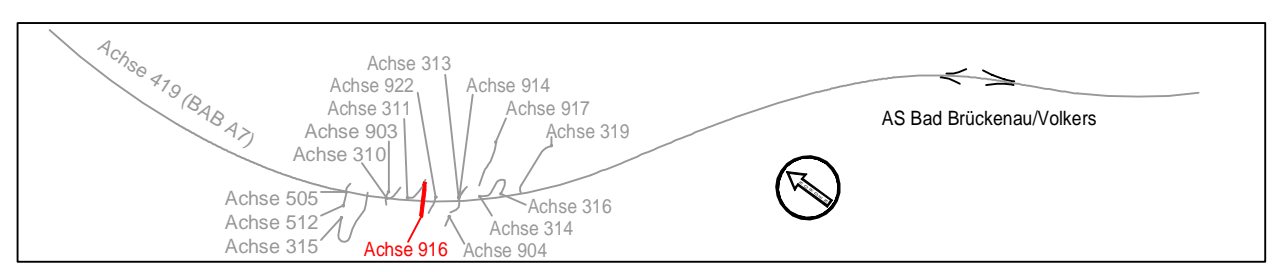 Achse 419 (BAB A7)
Achse 313
Achse 922
Achse 914
Achse 311
Achse 917
Achse 903
Achse 319
Achse 310
AS Bad Brückenau/Volkers
Achse 505
Achse 316
Achse 512
Achse 314
Achse 315
Achse 916
Achse 904